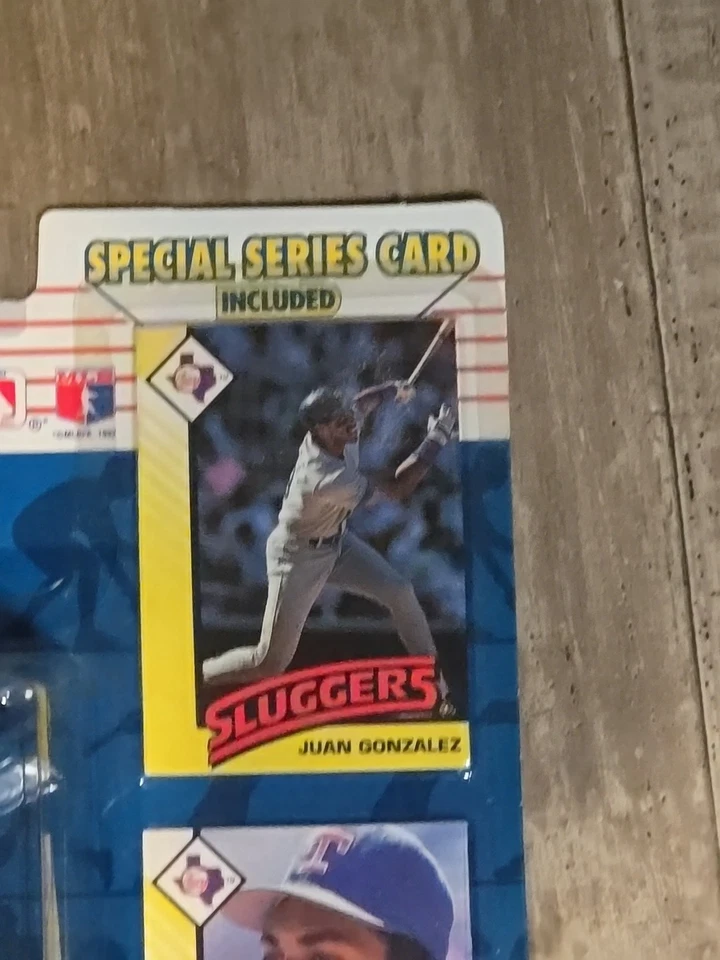 SPECIAL SERIES CARD
INCLUDED
SLUGGERS
JUAN GONZALEZ
T